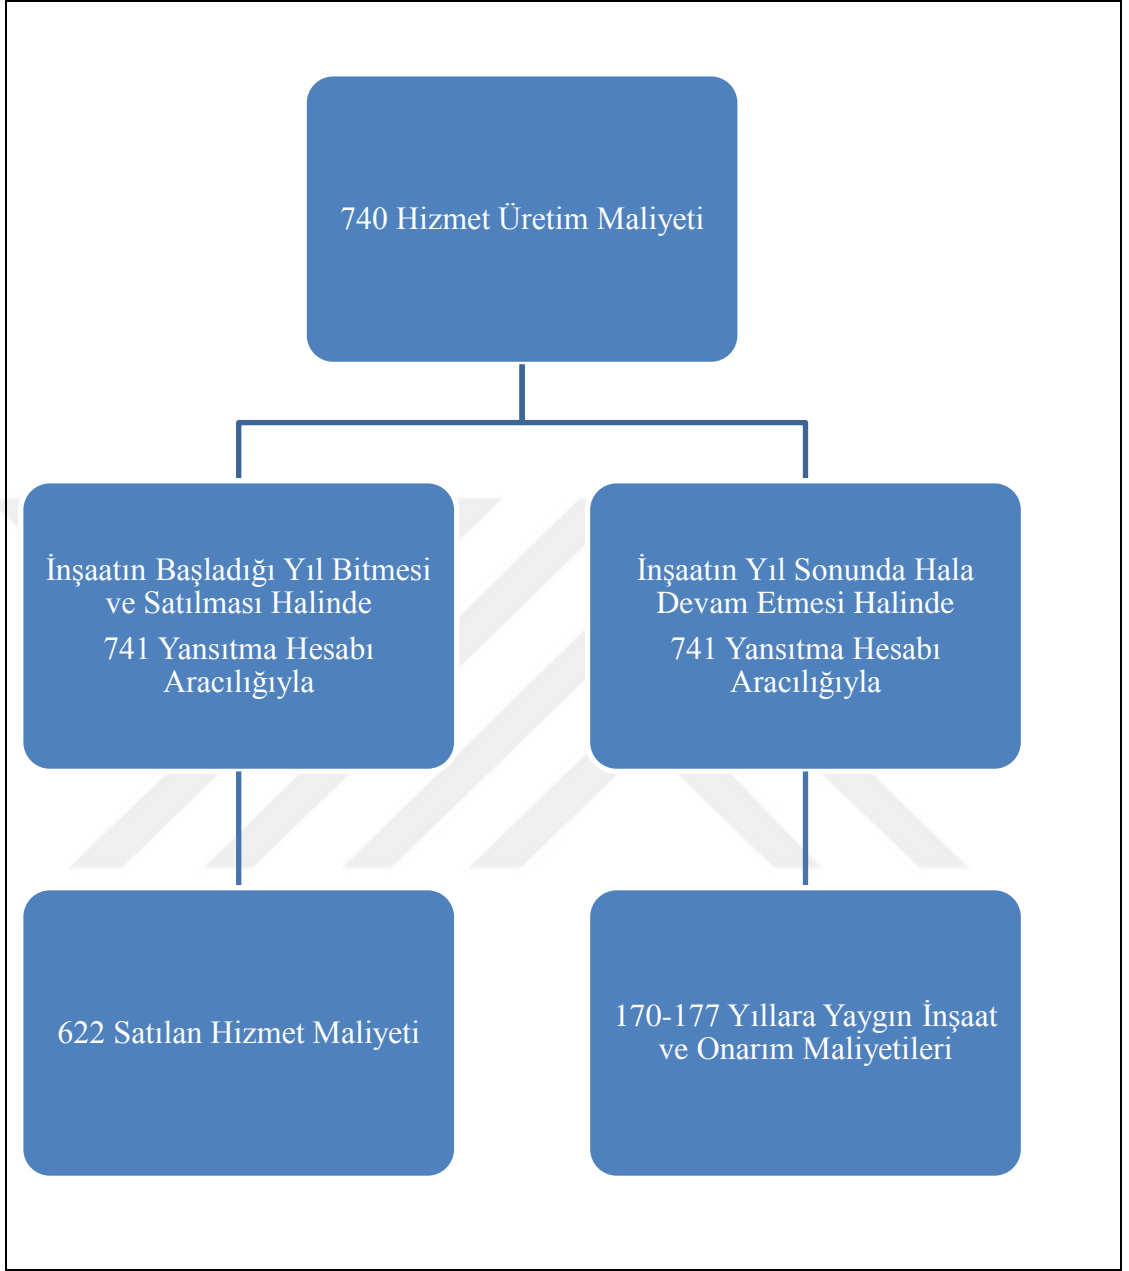 740 Hizmet Üretim Maliyeti
İnşaatın Başladığı Yıl Bitmesi
ve Satılması Halinde
741 Yansıtma Hesabı
Aracılığıyla
İnşaatın Yıl Sonunda Hala
Devam Etmesi Halinde
741 Yansıtma Hesabı
Aracılığıyla
622 Satılan Hizmet Maliyeti
170-177 Yıllara Yaygın İnşaat
ve Onarım Maliyetileri